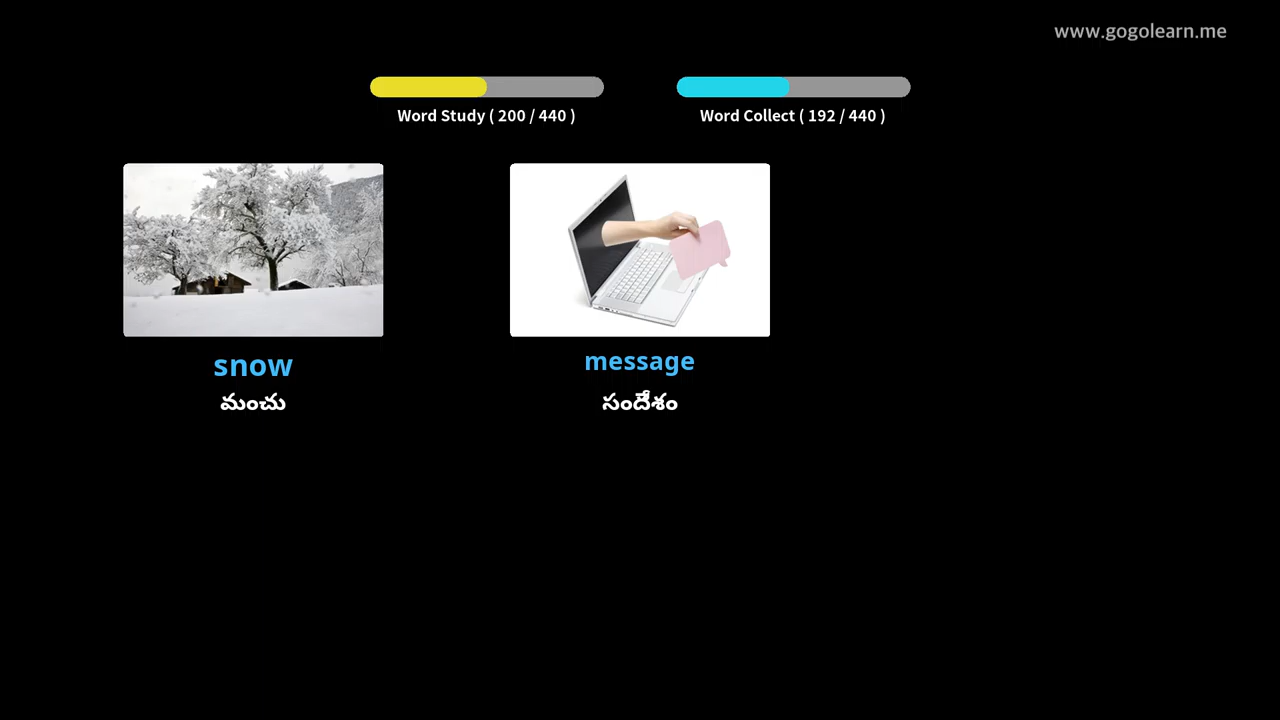 www.gogolearn.me
Word Study ( 200 / 440 )
Word Collect ( 192 / 440 )
snow
message
మంచు
సందేశం